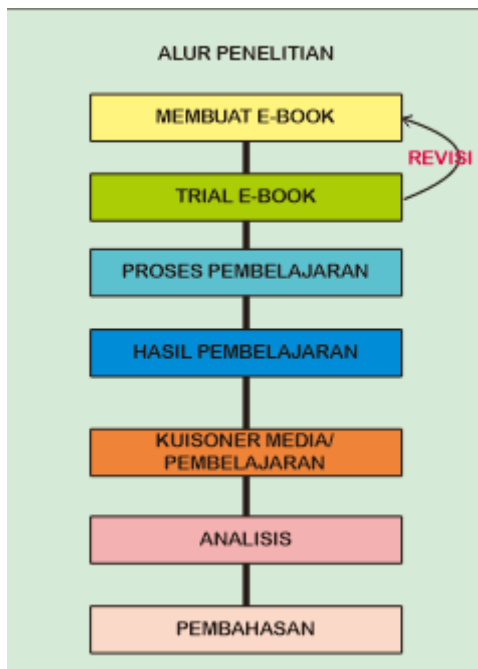 ALUR PENELITIAN
MEMBUAT E-BOOK
REVISI
TRIAL E-BOOK
PROSES PEMBELAJARAN
HASIL PEMBELAJARAN
KUISONER MEDIA/
PEMBELAJARAN
ANALISIS
PEMBAHASAN